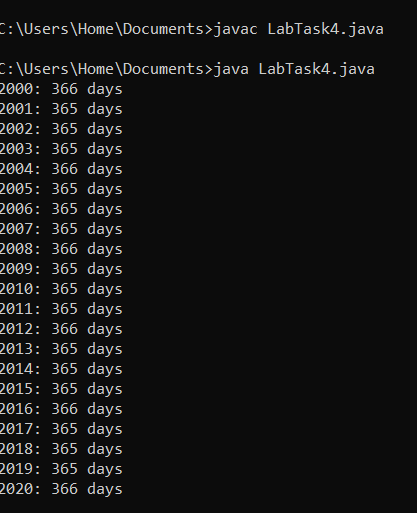 C:\Users\Home\Documents>javac LabTask4.java
C:\Users\Home\Documents>java LabTask4.java
2000: 366 days
2001: 365 days
2002: 365 days
2003: 365 days
2004: 366 days
2005: 365 days
2006: 365 days
2007: 365 days
2008: 366 days
2009: 365 days
2010: 365 days
2011: 365 days
2012: 366 days
2013: 365 days
2014: 365 days
2015: 365 days
2016: 366 days
2017: 365 days
2018: 365 days
2019: 365 days
2020: 366 days